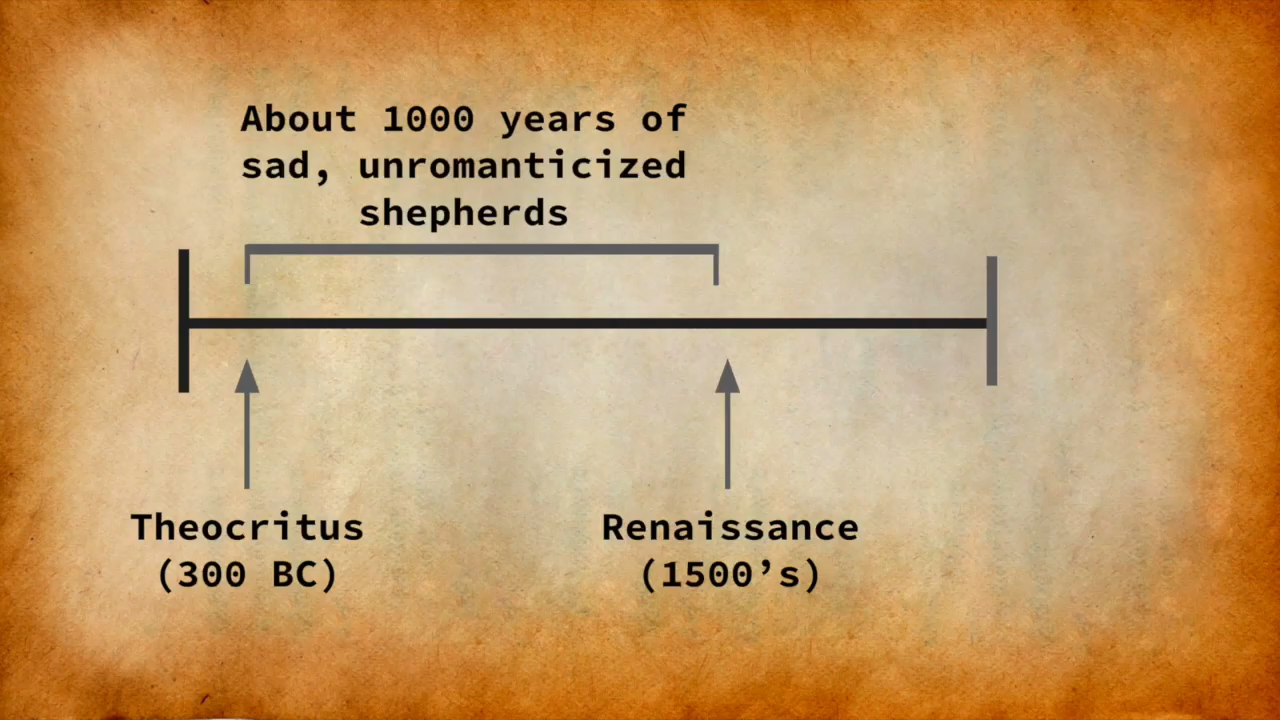 About 1000 years of
sad, unromanticized
shepherds
Theocritus
(300 BC)
Renaissance
(1500’s)